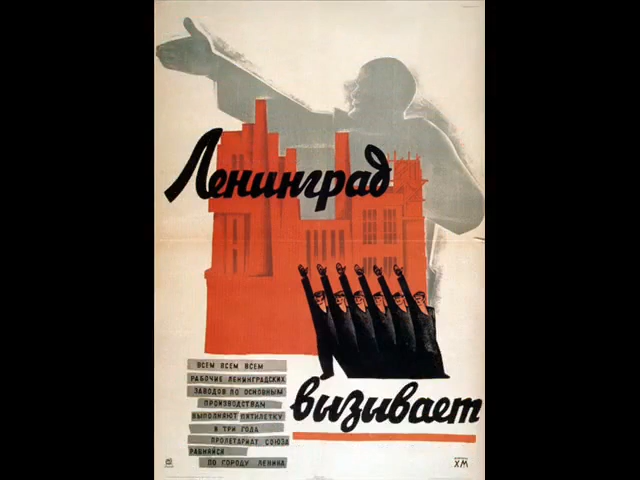 Ленинград
вызывает
ВСЕМ ВСЕМ ВСЕМ
РАБОЧИЕ ЛЕНИНГРАДСКИХ
ЗАВОДОВ ПО ОСНОВНЫМ
ПРОИЗВОДСТВАМ
ВЫПОЛНЯЮТ ПЯТИЛЕТКУ
В ТРИ ГОДА
ПРОЛЕТАРИАТ СОЮЗА
РАВНЯЙСЯ
ПО ГОРОДУ ЛЕНИНА
ХМ